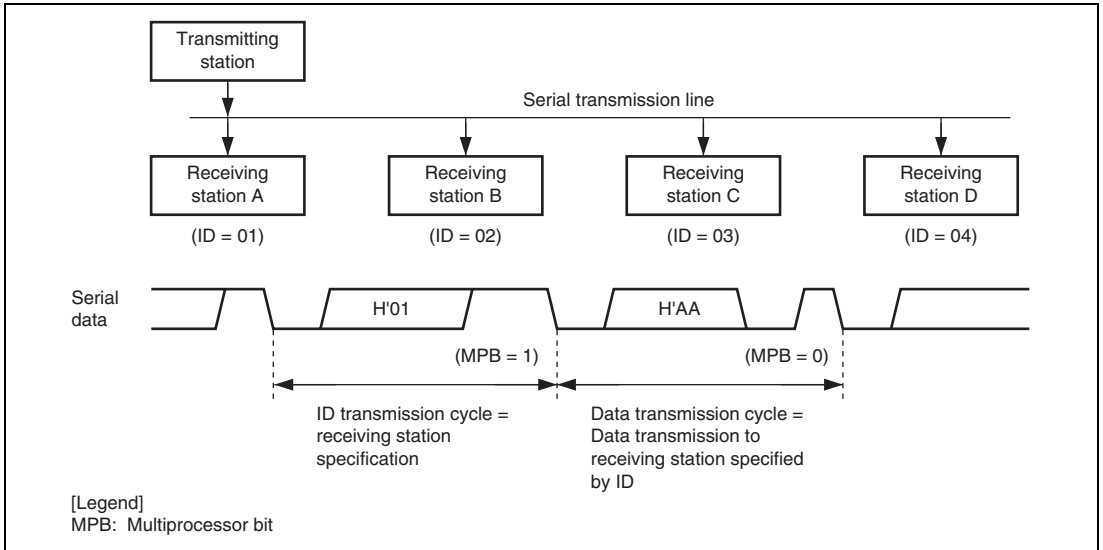 Transmitting
station
Serial transmission line
Receiving
station A
Receiving
station B
Receiving
station C
Receiving
station D
(ID = 01)
(ID = 02)
(ID = 03)
(ID = 04)
Serial
data
H'01
H'AA
(MPB = 1)
(MPB = 0)
ID transmission cycle =
receiving station
specification
Data transmission cycle =
Data transmission to
receiving station specified
by ID
[Legend]
MPB: Multiprocessor bit